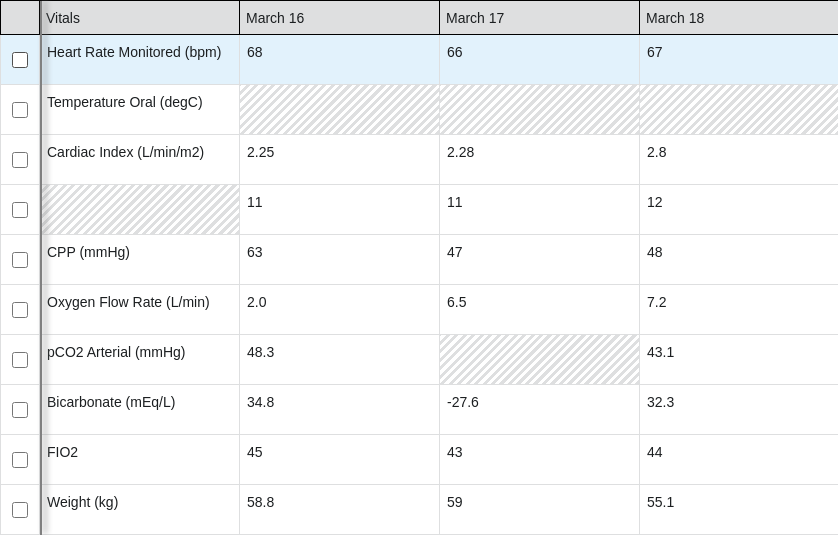 Vitals March 16 March 17 March 18
Heart Rate Monitored (bpm) 68 66 67
Temperature Oral (degC)
Cardiac Index (L/min/m2) 2.25 2.28 2.8
11 11 12
CPP (mmHg) 63 47 48
Oxygen Flow Rate (L/min) 2.0 6.5 7.2
pCO2 Arterial (mmHg) 48.3 43.1
Bicarbonate (mEq/L) 34.8 -27.6 32.3
FIO2 45 43 44
Weight (kg) 58.8 59 55.1